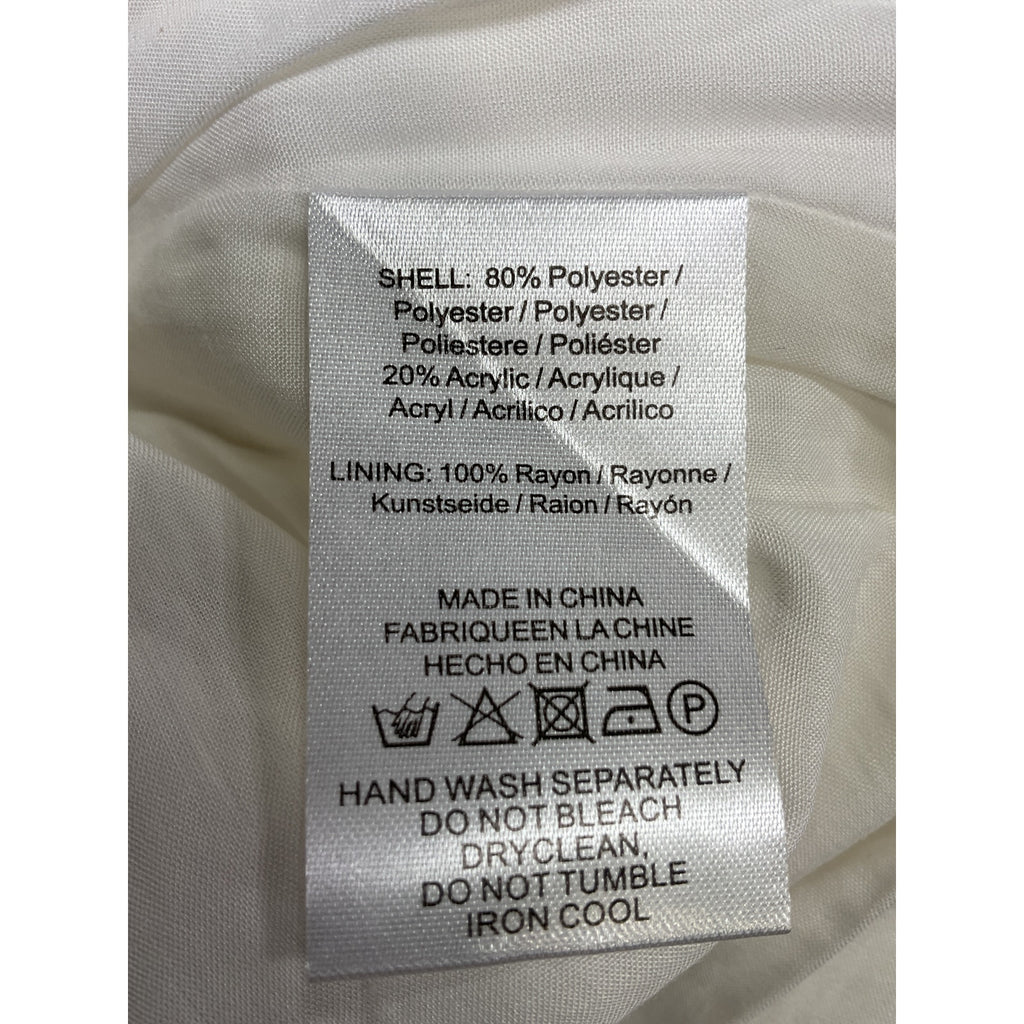 SHELL: 80% Polyester /
Polyester / Polyester /
Poliestere / Poliéster
20% Acrylic / Acrylique /
Acryl / Acrilico / Acrilico
LINING: 100% Rayon / Rayonne /
Kunstseide / Raion / Rayón
MADE IN CHINA
FABRIQUEEN LA CHINE
HECHO EN CHINA
P
HAND WASH SEPARATELY
DO NOT BLEACH
DRYCLEAN,
DO NOT TUMBLE
IRON COOL